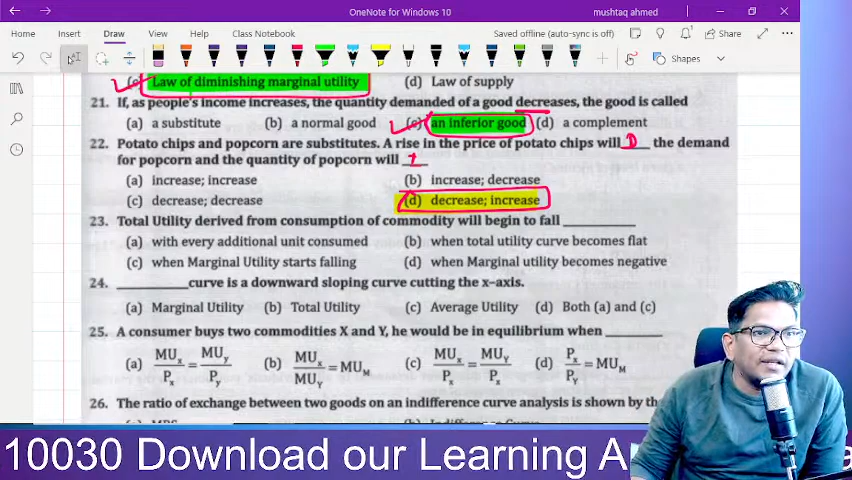 OneNote for Windows 10
mushtaq ahmed
Home Insert Draw View Class Notebook Saved offline (auto-sync is off) Share
Shapes
Law of diminishing marginal utility (d) Law of supply
21. If, as people's income increases, the quantity demanded of a good decreases, the good is called
(a) a substitute (b) a normal good (c) an inferior good (d) a complement
22. Potato chips and popcorn are substitutes. A rise in the price of potato chips will D the demand
for popcorn and the quantity of popcorn will I
(a) increase; increase (b) increase; decrease
(c) decrease; decrease (d) decrease; increase
23. Total Utility derived from consumption of commodity will begin to fall __________
(a) with every additional unit consumed (b) when total utility curve becomes flat
(c) when Marginal Utility starts falling (d) when Marginal utility becomes negative
24. __________curve is a downward sloping curve cutting the x-axis.
(a) Marginal Utility (b) Total Utility (c) Average Utility (d) Both (a) and (c)
25. A consumer buys two commodities X and Y, he would be in equilibrium when ________
(a) MUx/Px = MUy/Py (b) MUx/MUY = MUM (c) MUx/Px = MUY/Px (d) Px/PY = MUM
26. The ratio of exchange between two goods on an indifference curve analysis is shown by the
10030 Download our Learning A